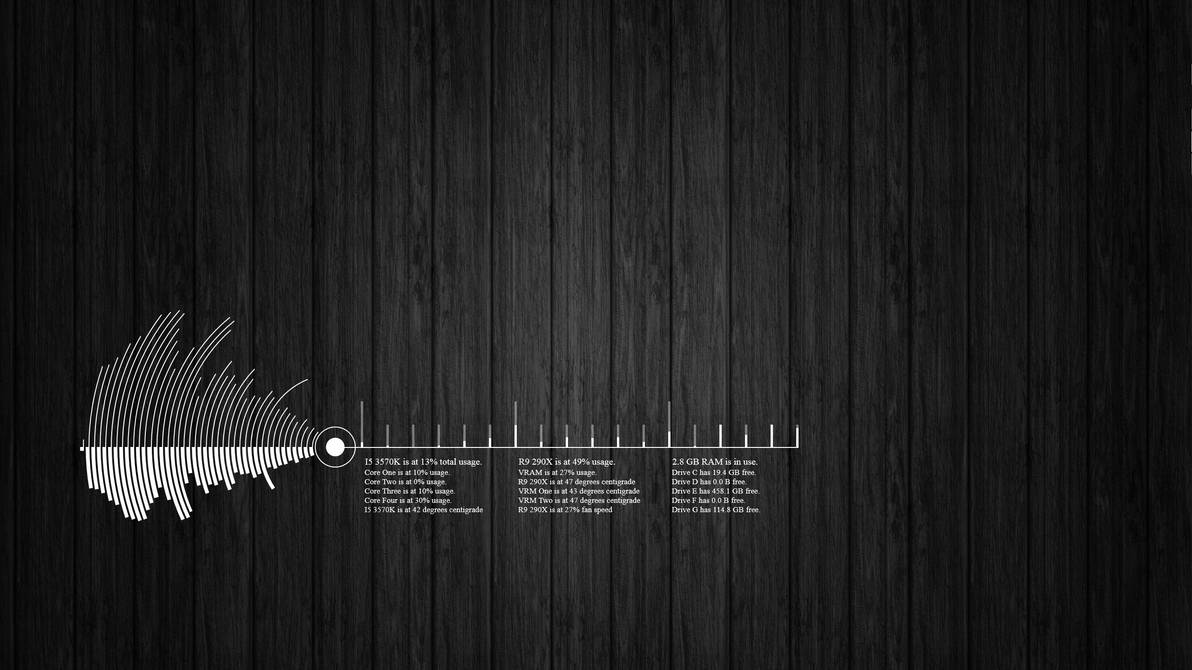 I5 3570K is at 13% total usage.
Core One is at 10% usage.
Core Two is at 0% usage.
Core Three is at 10% usage.
Core Four is at 30% usage.
I5 3570K is at 42 degrees centigrade
R9 290X is at 49% usage.
VRAM is at 27% usage.
R9 290X is at 47 degrees centigrade
VRM One is at 43 degrees centigrade
VRM Two is at 47 degrees centigrade
R9 290X is at 27% fan speed
2.8 GB RAM is in use.
Drive C has 19.4 GB free.
Drive D has 0.0 B free.
Drive E has 458.1 GB free.
Drive F has 0.0 B free.
Drive G has 114.8 GB free.